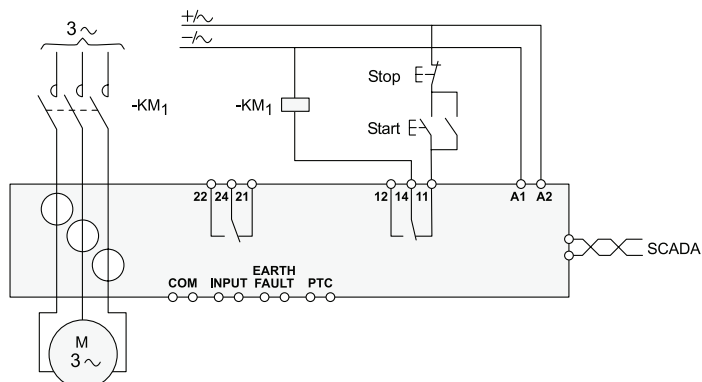 +/∼
3 ∼
−/∼
Stop
-KM₁
-KM₁
Start
22 24 21
12 14 11
A1 A2
SCADA
COM INPUT EARTH FAULT PTC
M
3 ∼